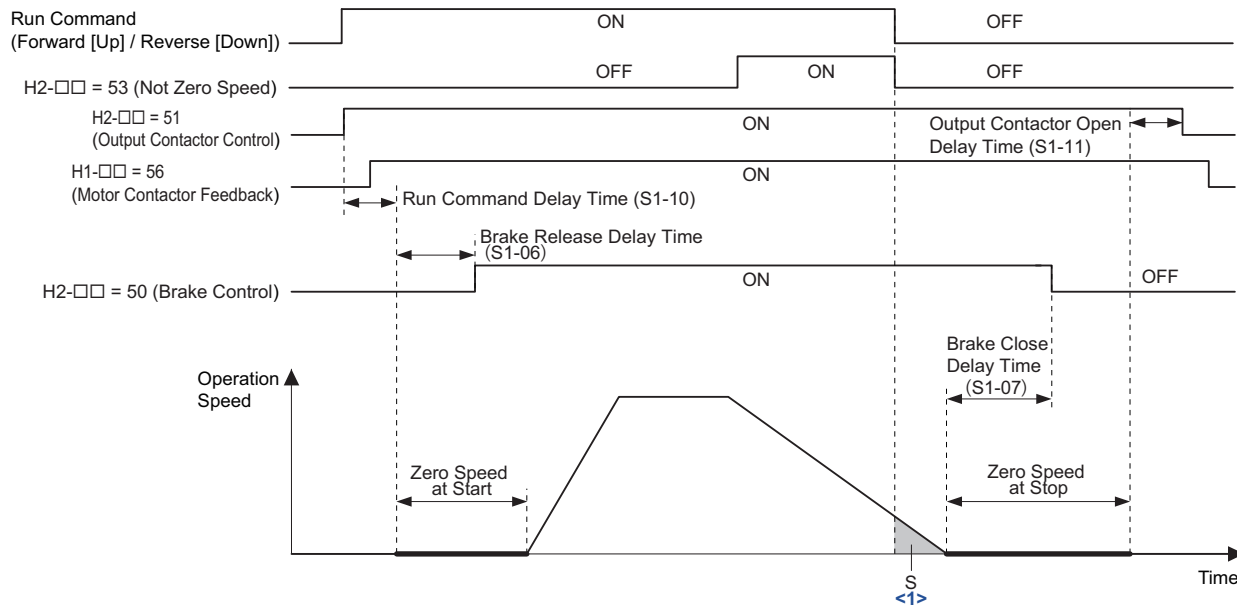 Run Command
(Forward [Up] / Reverse [Down])
ON
OFF
H2-□□ = 53 (Not Zero Speed)
OFF
ON
OFF
H2-□□ = 51
(Output Contactor Control)
ON
Output Contactor Open
Delay Time (S1-11)
H1-□□ = 56
(Motor Contactor Feedback)
ON
Run Command Delay Time (S1-10)
Brake Release Delay Time
(S1-06)
H2-□□ = 50 (Brake Control)
ON
OFF
Brake Close
Delay Time
(S1-07)
Operation
Speed
Zero Speed
at Start
Zero Speed
at Stop
S
<1>
Time